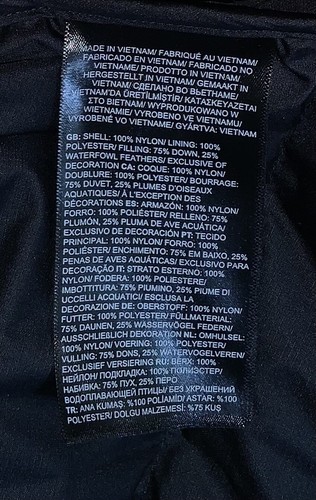 MADE IN VIETNAM/ FABRIQUÉ AU VIETNAM/
FABRICADO EN VIETNAM/ FABRICADO NO
VIETNAME/ PRODOTTO IN VIETNAM/
HERGESTELLT IN VIETNAM/ GEMAAKT IN
VIETNAM/ СДЕЛАНО ВО ВЬЕТНАМЕ/
VIETNAM'DA ÜRETİLMİŞTİR/ ΚΑΤΑΣΚΕΥΑΖΕΤΑΙ
ΣΤΟ ΒΙΕΤΝΑΜ/ WYPRODUKOWANO W
WIETNAMIE/ VYROBENO VE VIETNAMU/
VYROBENÉ VO VIETNAME/ GYÁRTVA: VIETNAM
GB: SHELL: 100% NYLON/ LINING: 100%
POLYESTER/ FILLING: 75% DOWN, 25%
WATERFOWL FEATHERS/ EXCLUSIVE OF
DECORATION CA: COQUE: 100% NYLON/
DOUBLURE: 100% POLYESTER/ BOURRAGE:
75% DUVET, 25% PLUMES D'OISEAUX
AQUATIQUES/ À L'EXCEPTION DES
DÉCORATIONS ES: ARMAZÓN: 100% NYLON/
FORRO: 100% POLIÉSTER/ RELLENO: 75%
PLUMÓN, 25% PLUMA DE AVE ACUÁTICA/
EXCLUSIVO DE DECORACIÓN PT: TECIDO
PRINCIPAL: 100% NYLON/ FORRO: 100%
POLIÉSTER/ ENCHIMENTO: 75% EM BAIXO, 25%
PENAS DE AVES AQUÁTICAS/ EXCLUSIVO PARA
DECORAÇÃO IT: STRATO ESTERNO: 100%
NYLON/ FODERA: 100% POLIESTERE/
IMBOTTITURA: 75% PIUMINO, 25% PIUME DI
UCCELLI ACQUATICI/ ESCLUSA LA
DECORAZIONE DE: OBERSTOFF: 100% NYLON/
FUTTER: 100% POLYESTER/ FÜLLMATERIAL:
75% DAUNEN, 25% WASSERVÖGEL FEDERN/
AUSSCHLIEßLICH DEKORATION NL: OMHULSEL:
100% NYLON/ VOERING: 100% POLYESTER/
VULLING: 75% DONS, 25% WATERVOGELVEREN/
EXCLUSIEF VERSIERING RU: ВЕРХ: 100%
НЕЙЛОН/ ПОДКЛАДКА: 100% ПОЛИЭСТЕР/
НАБИВКА: 75% ПУХ, 25% ПЕРО
ВОДОПЛАВАЮЩЕЙ ПТИЦЫ/ БЕЗ УКРАШЕНИЙ
TR: ANA KUMAŞ: %100 POLİAMİD/ ASTAR: %100
POLYESTER/ DOLGU MALZEMESİ: %75 KUŞ